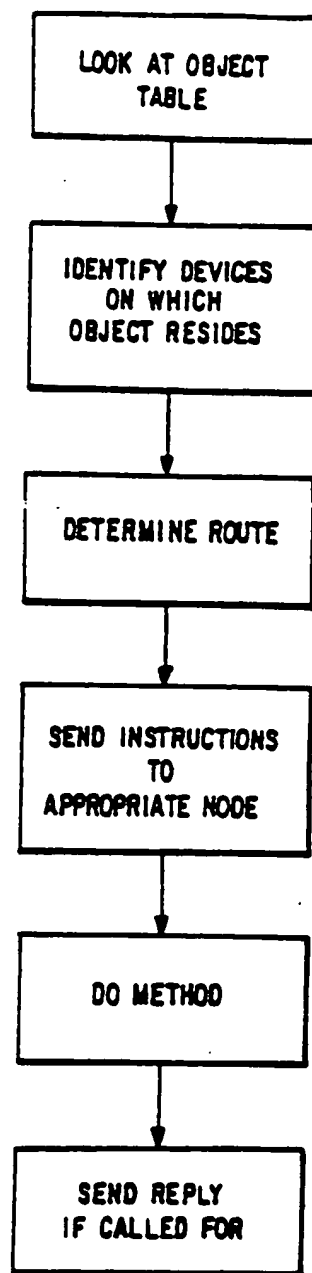 LOOK AT OBJECT
TABLE
IDENTIFY DEVICES
ON WHICH
OBJECT RESIDES
DETERMINE ROUTE
SEND INSTRUCTIONS
TO
APPROPRIATE NODE
DO METHOD
SEND REPLY
IF CALLED FOR